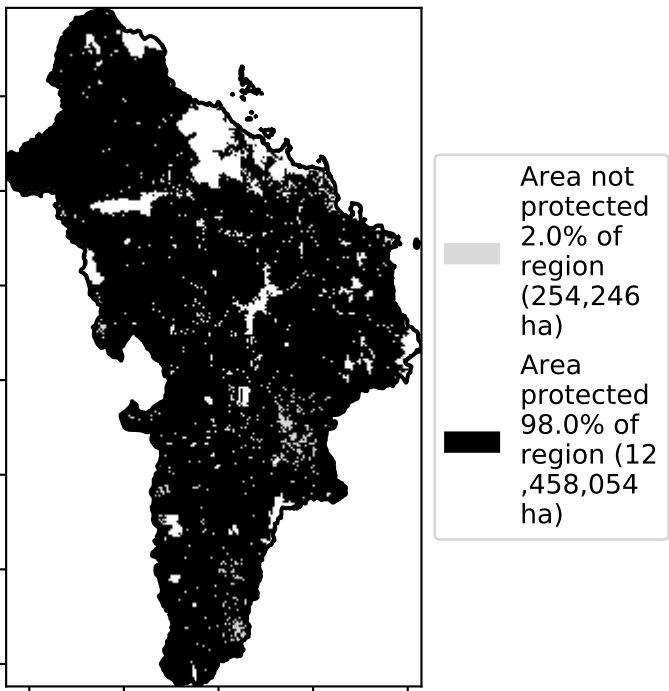 Area not
protected
2.0% of
region
(254,246
ha)
Area
protected
98.0% of
region (12
,458,054
ha)